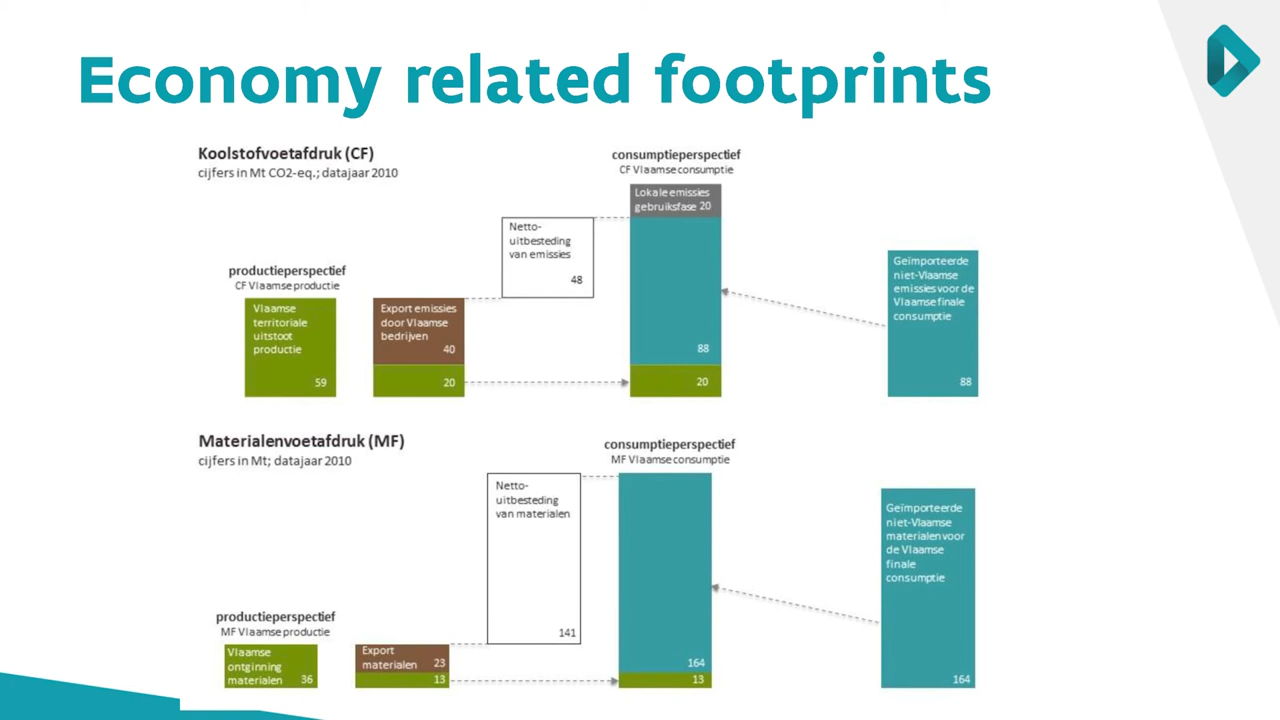 Economy related footprints
Koolstofvoetafdruk (CF)
cijfers in Mt CO2-eq.; datajaar 2010
productieperspectief
CF Vlaamse productie
Vlaamse
territoriale
uitstoot
productie
59
Export emissies
door Vlaamse
bedrijven
40
20
Netto-
uitbesteding
van emissies
48
consumptieperspectief
CF Vlaamse consumptie
Lokale emissies
gebruiksfase 20
88
20
Geïmporteerde
niet-Vlaamse
emissies voor de
Vlaamse finale
consumptie
88
Materialenvoetafdruk (MF)
cijfers in Mt; datajaar 2010
productieperspectief
MF Vlaamse productie
Vlaamse
ontginning
materialen 36
Export
materialen 23
13
Netto-
uitbesteding
van materialen
141
consumptieperspectief
MF Vlaamse consumptie
164
13
Geïmporteerde
niet-Vlaamse
materialen voor
de Vlaamse
finale
consumptie
164